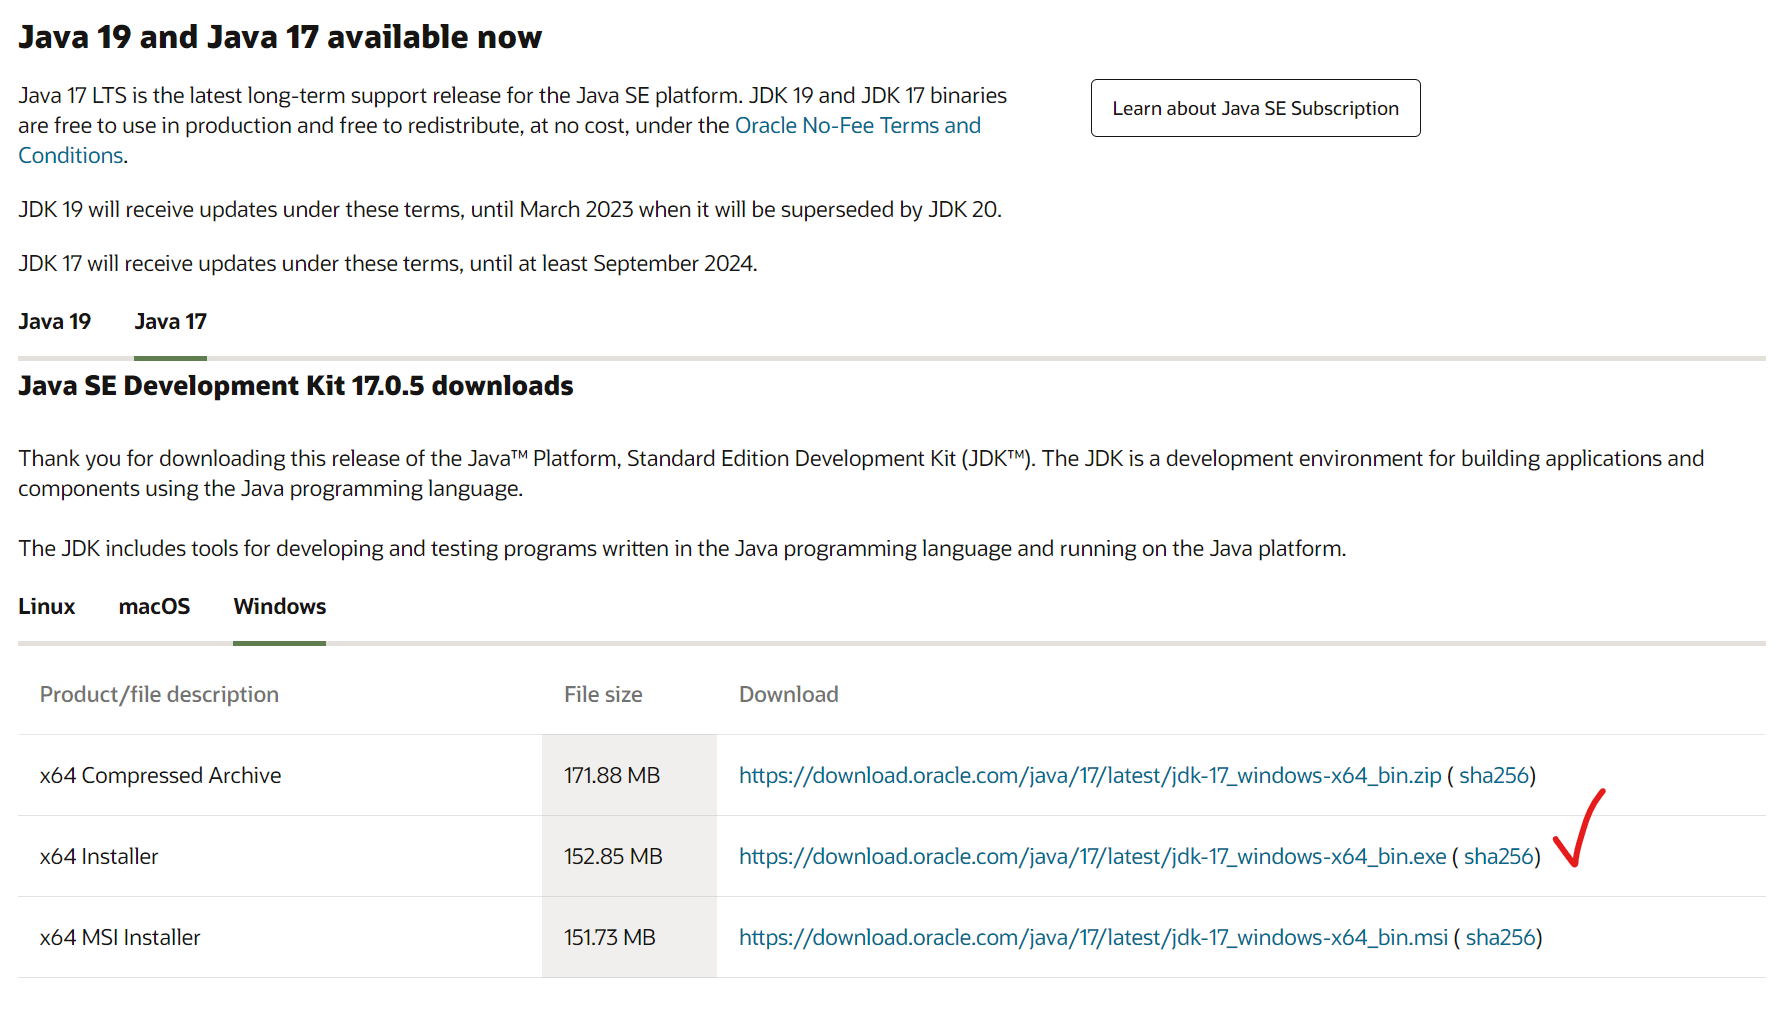 Java 19 and Java 17 available now
Java 17 LTS is the latest long-term support release for the Java SE platform. JDK 19 and JDK 17 binaries
are free to use in production and free to redistribute, at no cost, under the Oracle No-Fee Terms and
Conditions.
Learn about Java SE Subscription
JDK 19 will receive updates under these terms, until March 2023 when it will be superseded by JDK 20.
JDK 17 will receive updates under these terms, until at least September 2024.
Java 19 Java 17
Java SE Development Kit 17.0.5 downloads
Thank you for downloading this release of the Java™ Platform, Standard Edition Development Kit (JDK™). The JDK is a development environment for building applications and
components using the Java programming language.
The JDK includes tools for developing and testing programs written in the Java programming language and running on the Java platform.
Linux macOS Windows
Product/file description File size Download
x64 Compressed Archive 171.88 MB https://download.oracle.com/java/17/latest/jdk-17_windows-x64_bin.zip ( sha256)
x64 Installer 152.85 MB https://download.oracle.com/java/17/latest/jdk-17_windows-x64_bin.exe ( sha256)
x64 MSI Installer 151.73 MB https://download.oracle.com/java/17/latest/jdk-17_windows-x64_bin.msi ( sha256)